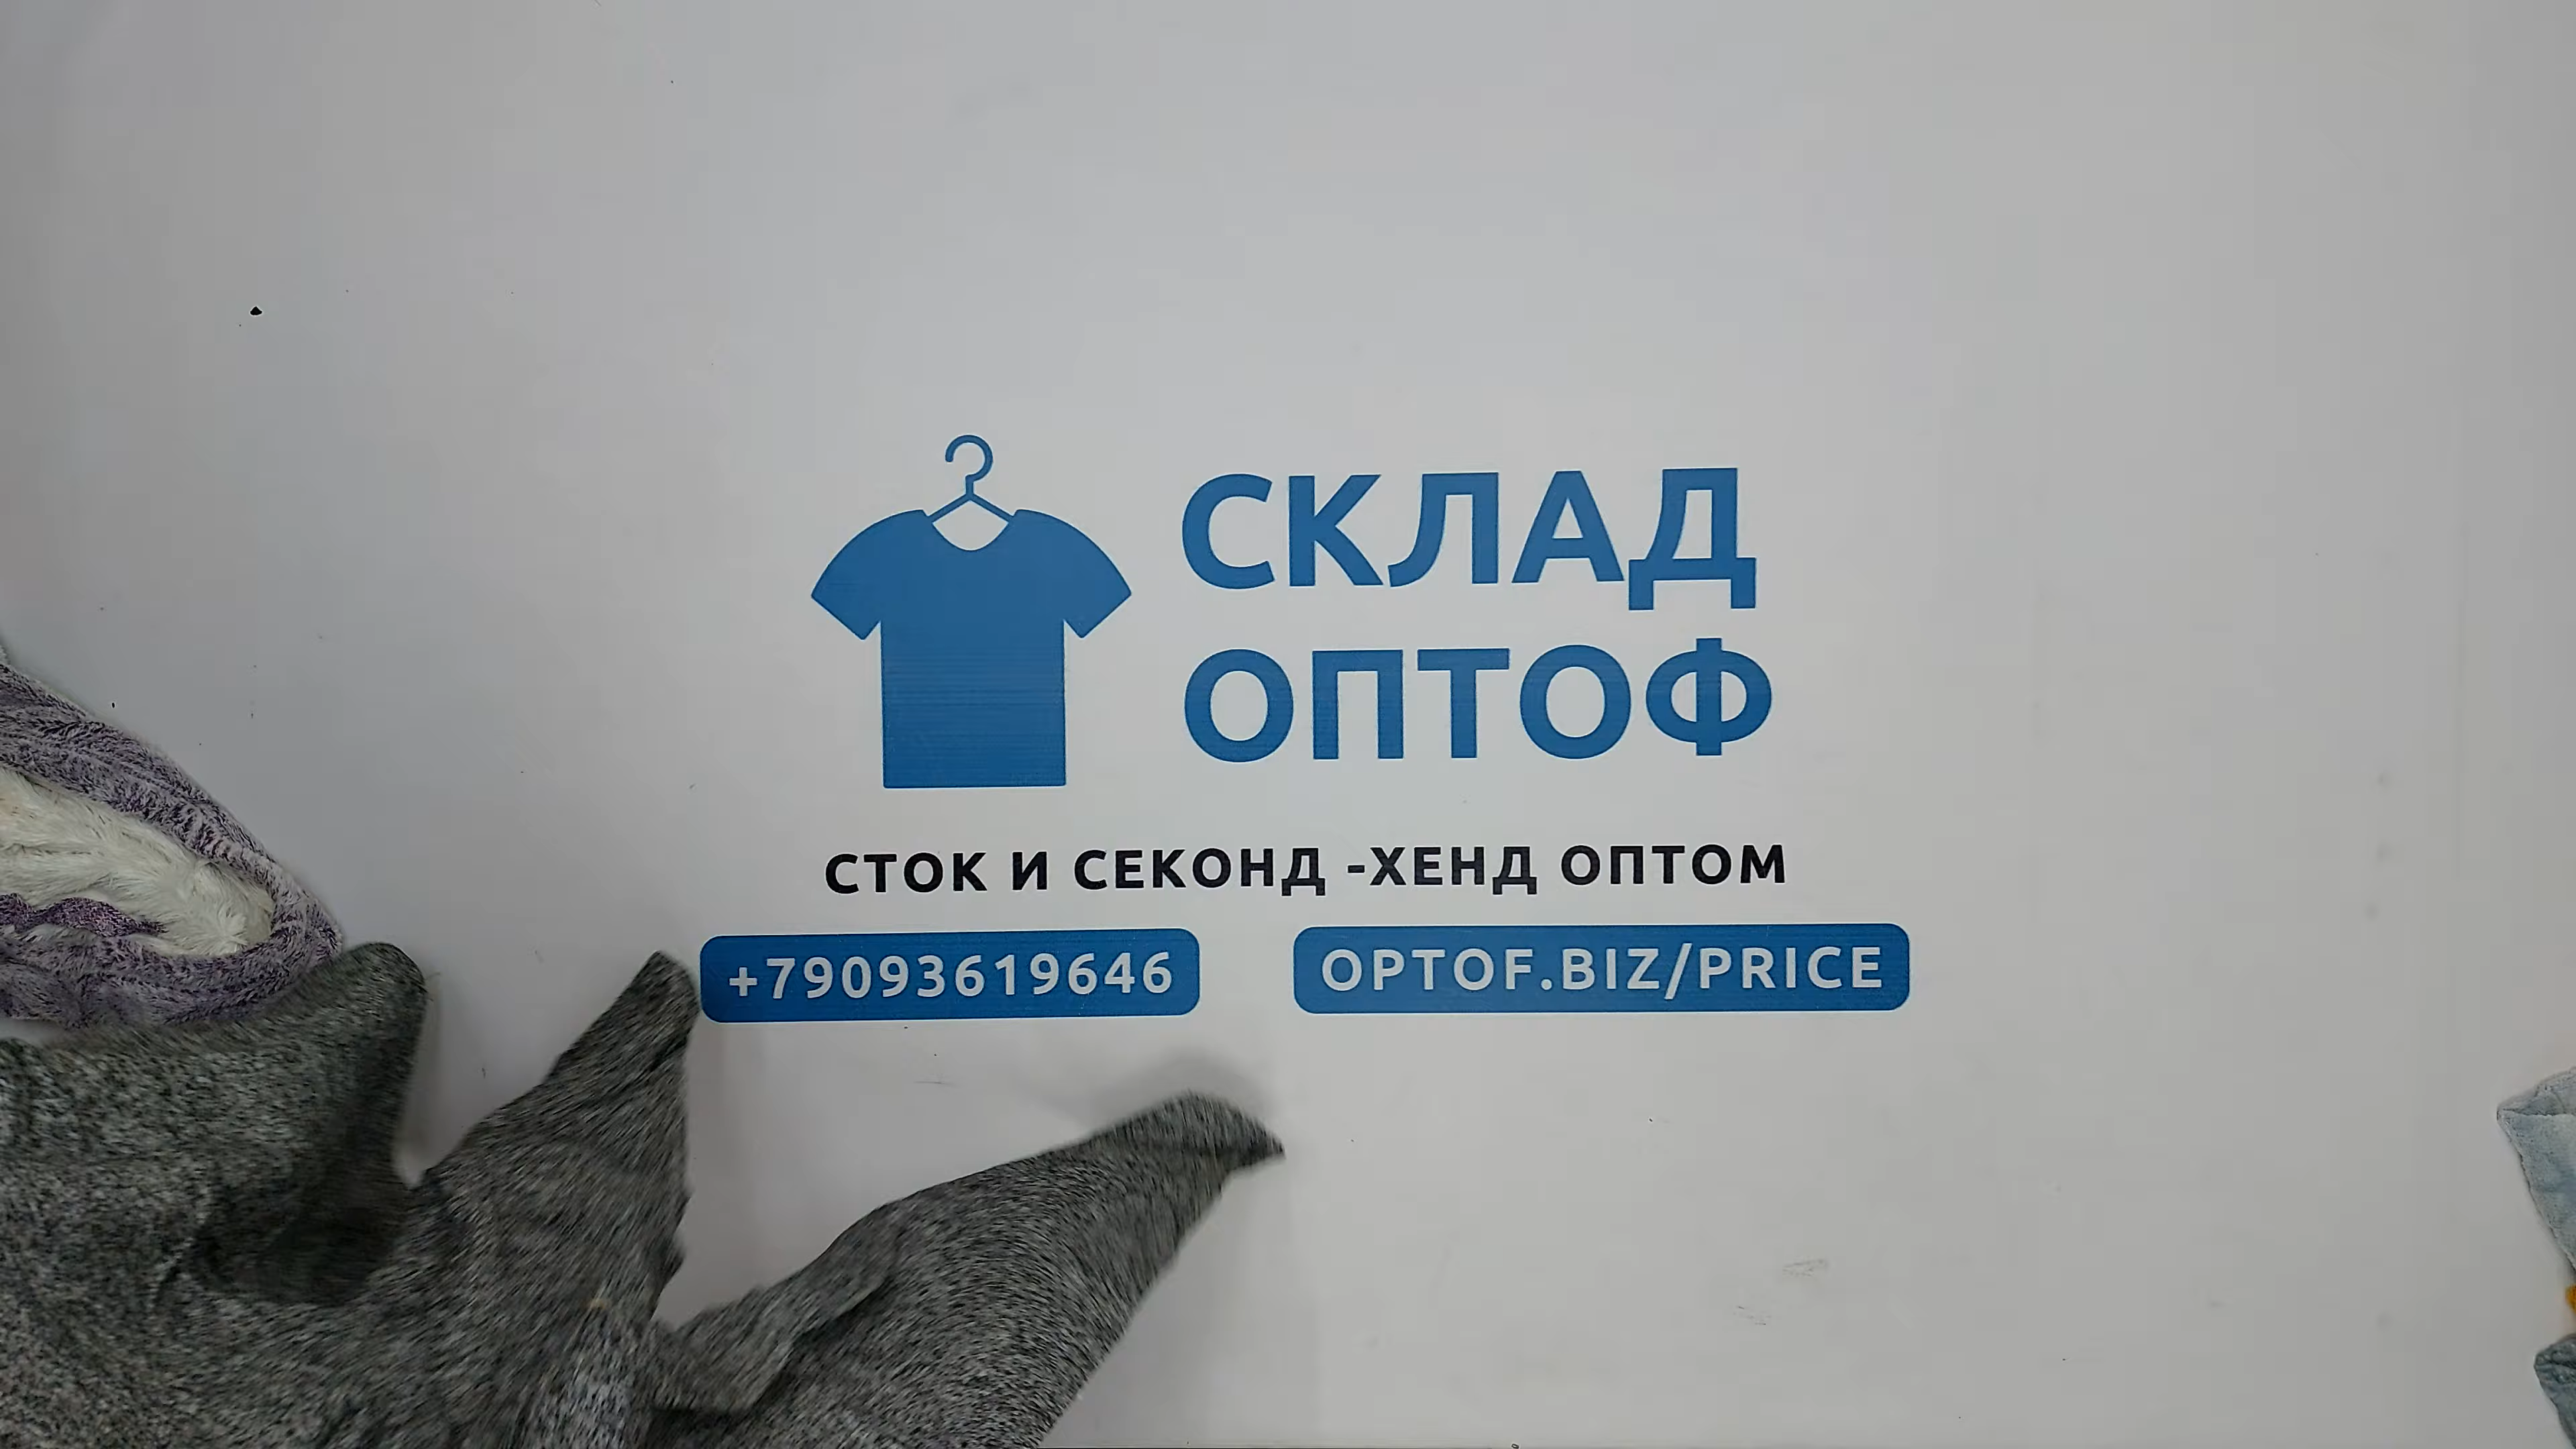 СКЛАД
ОПТОФ
СТОК И СЕКОНД -ХЕНД ОПТОМ
+79093619646
OPTOF.BIZ/PRICE